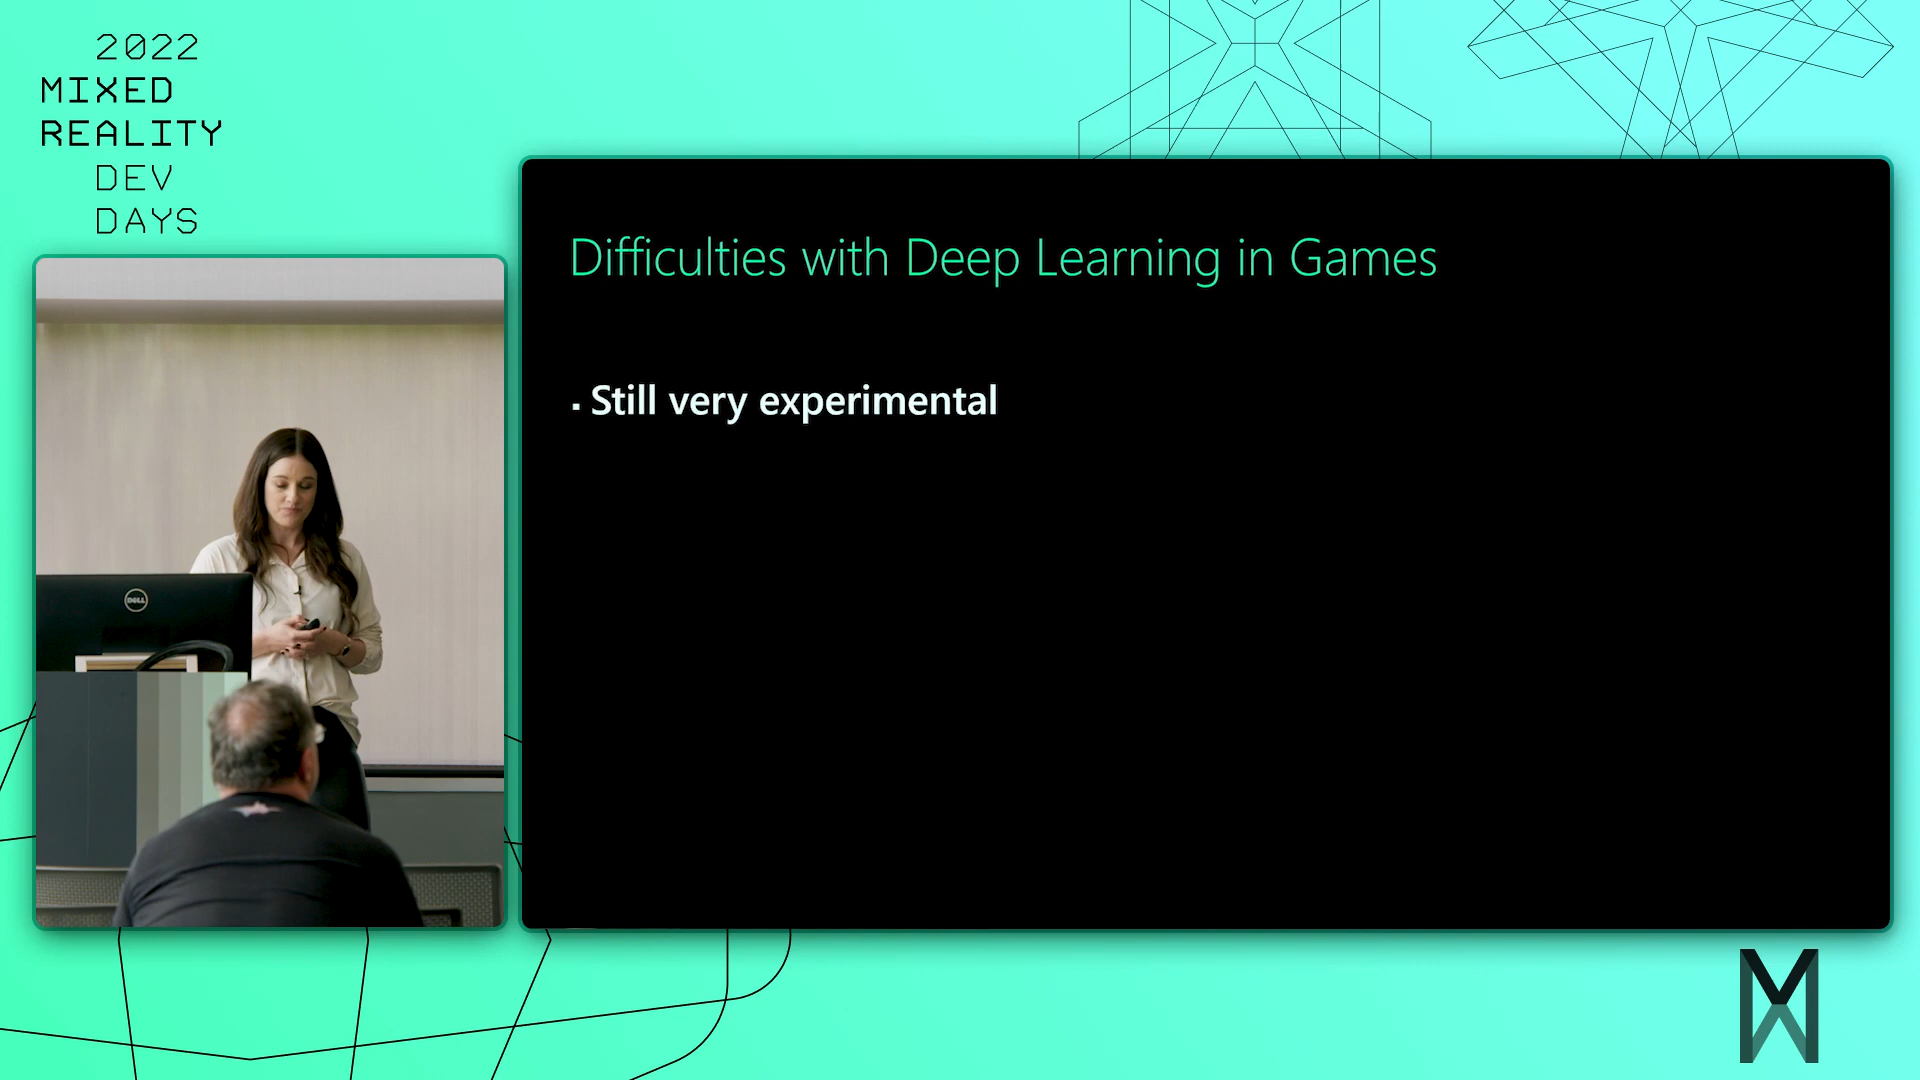 2022
MIXED
REALITY
DEV
DAYS
Difficulties with Deep Learning in Games
▪ Still very experimental
DELL